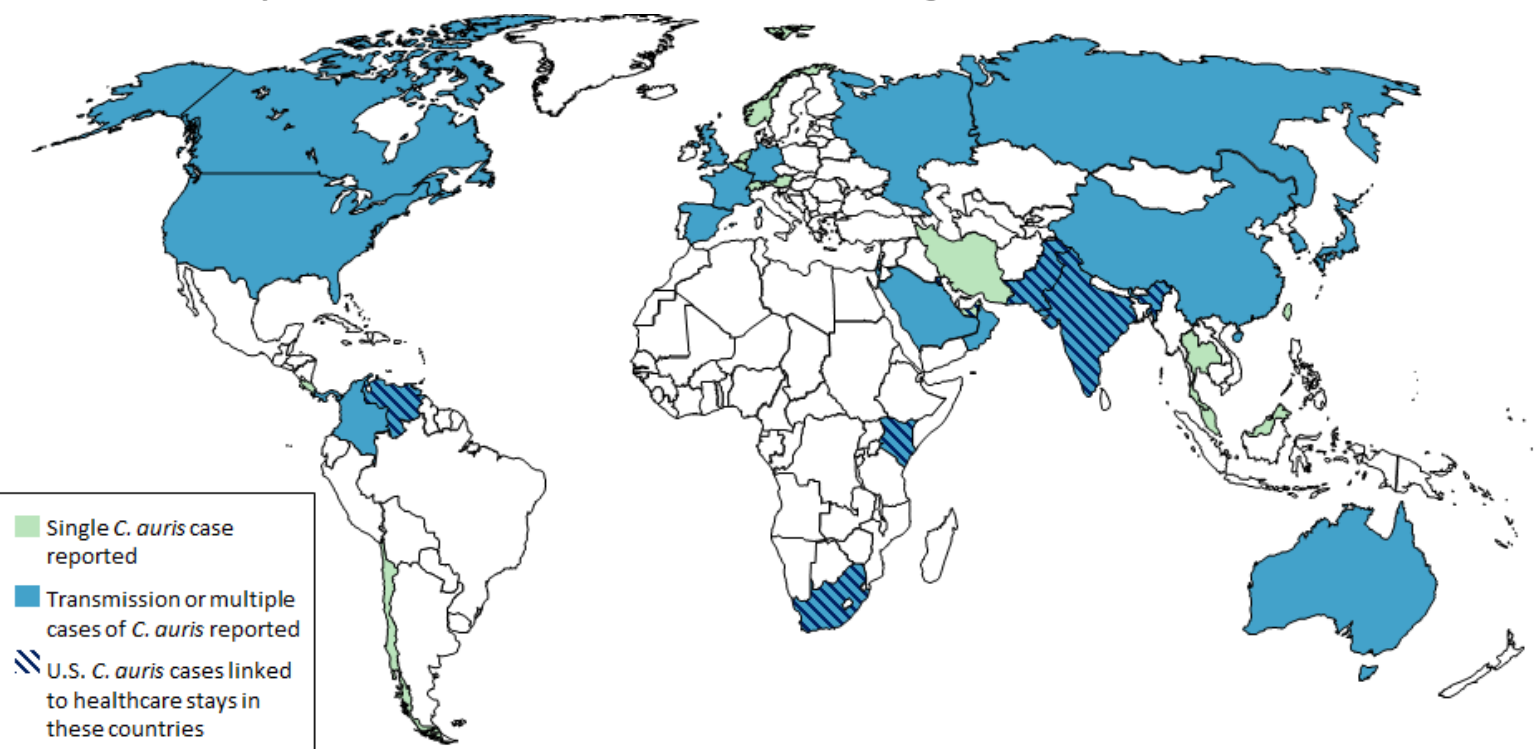 Single C. auris case
reported
Transmission or multiple
cases of C. auris reported
U.S. C. auris cases linked
to healthcare stays in
these countries